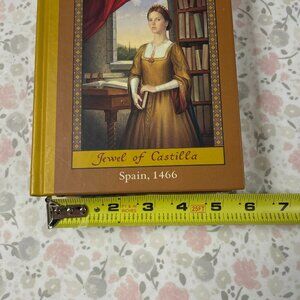 Jewel of Castilla
Spain, 1466
2 3 4 5 6 7